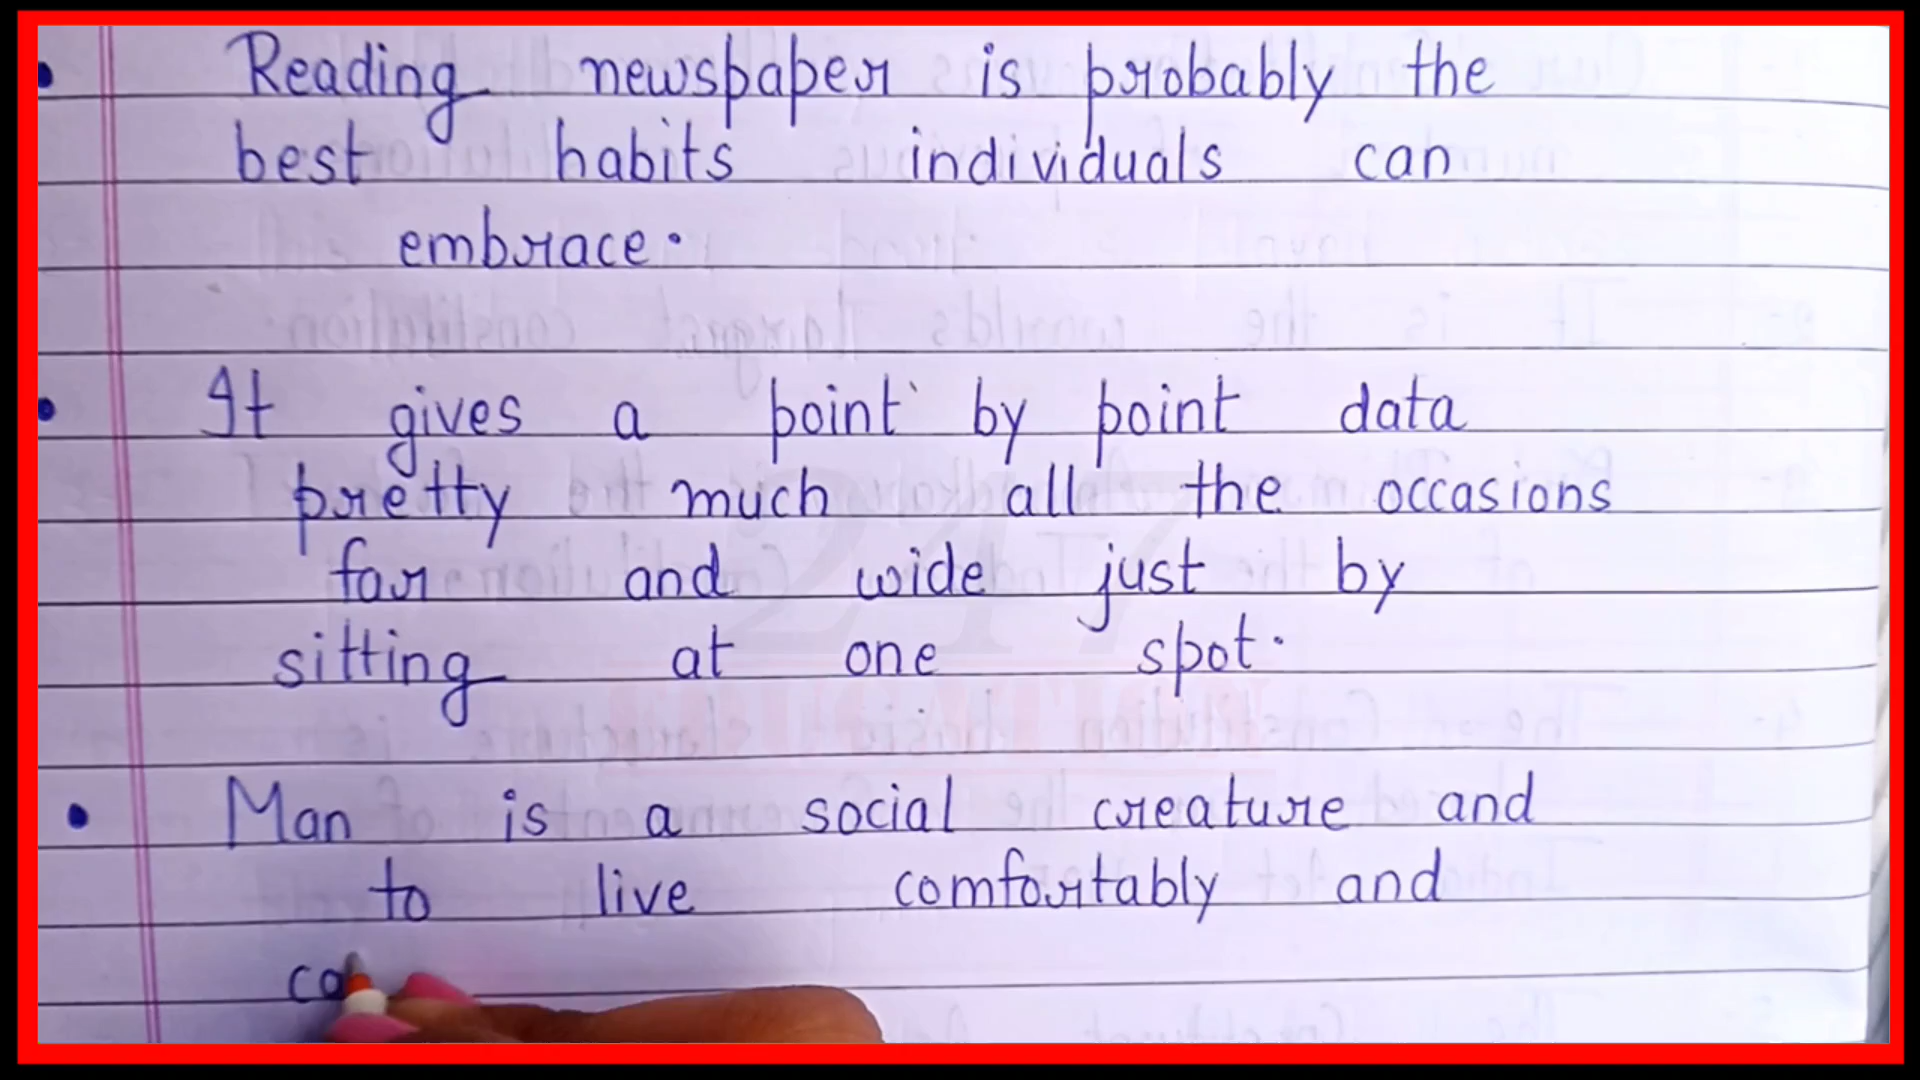 • Reading newspaper is probably the
best habits individuals can
embrace.
• It gives a point by point data
pretty much all the occasions
far and wide just by
sitting at one spot.
• Man is a social creature and
to live comfortably and